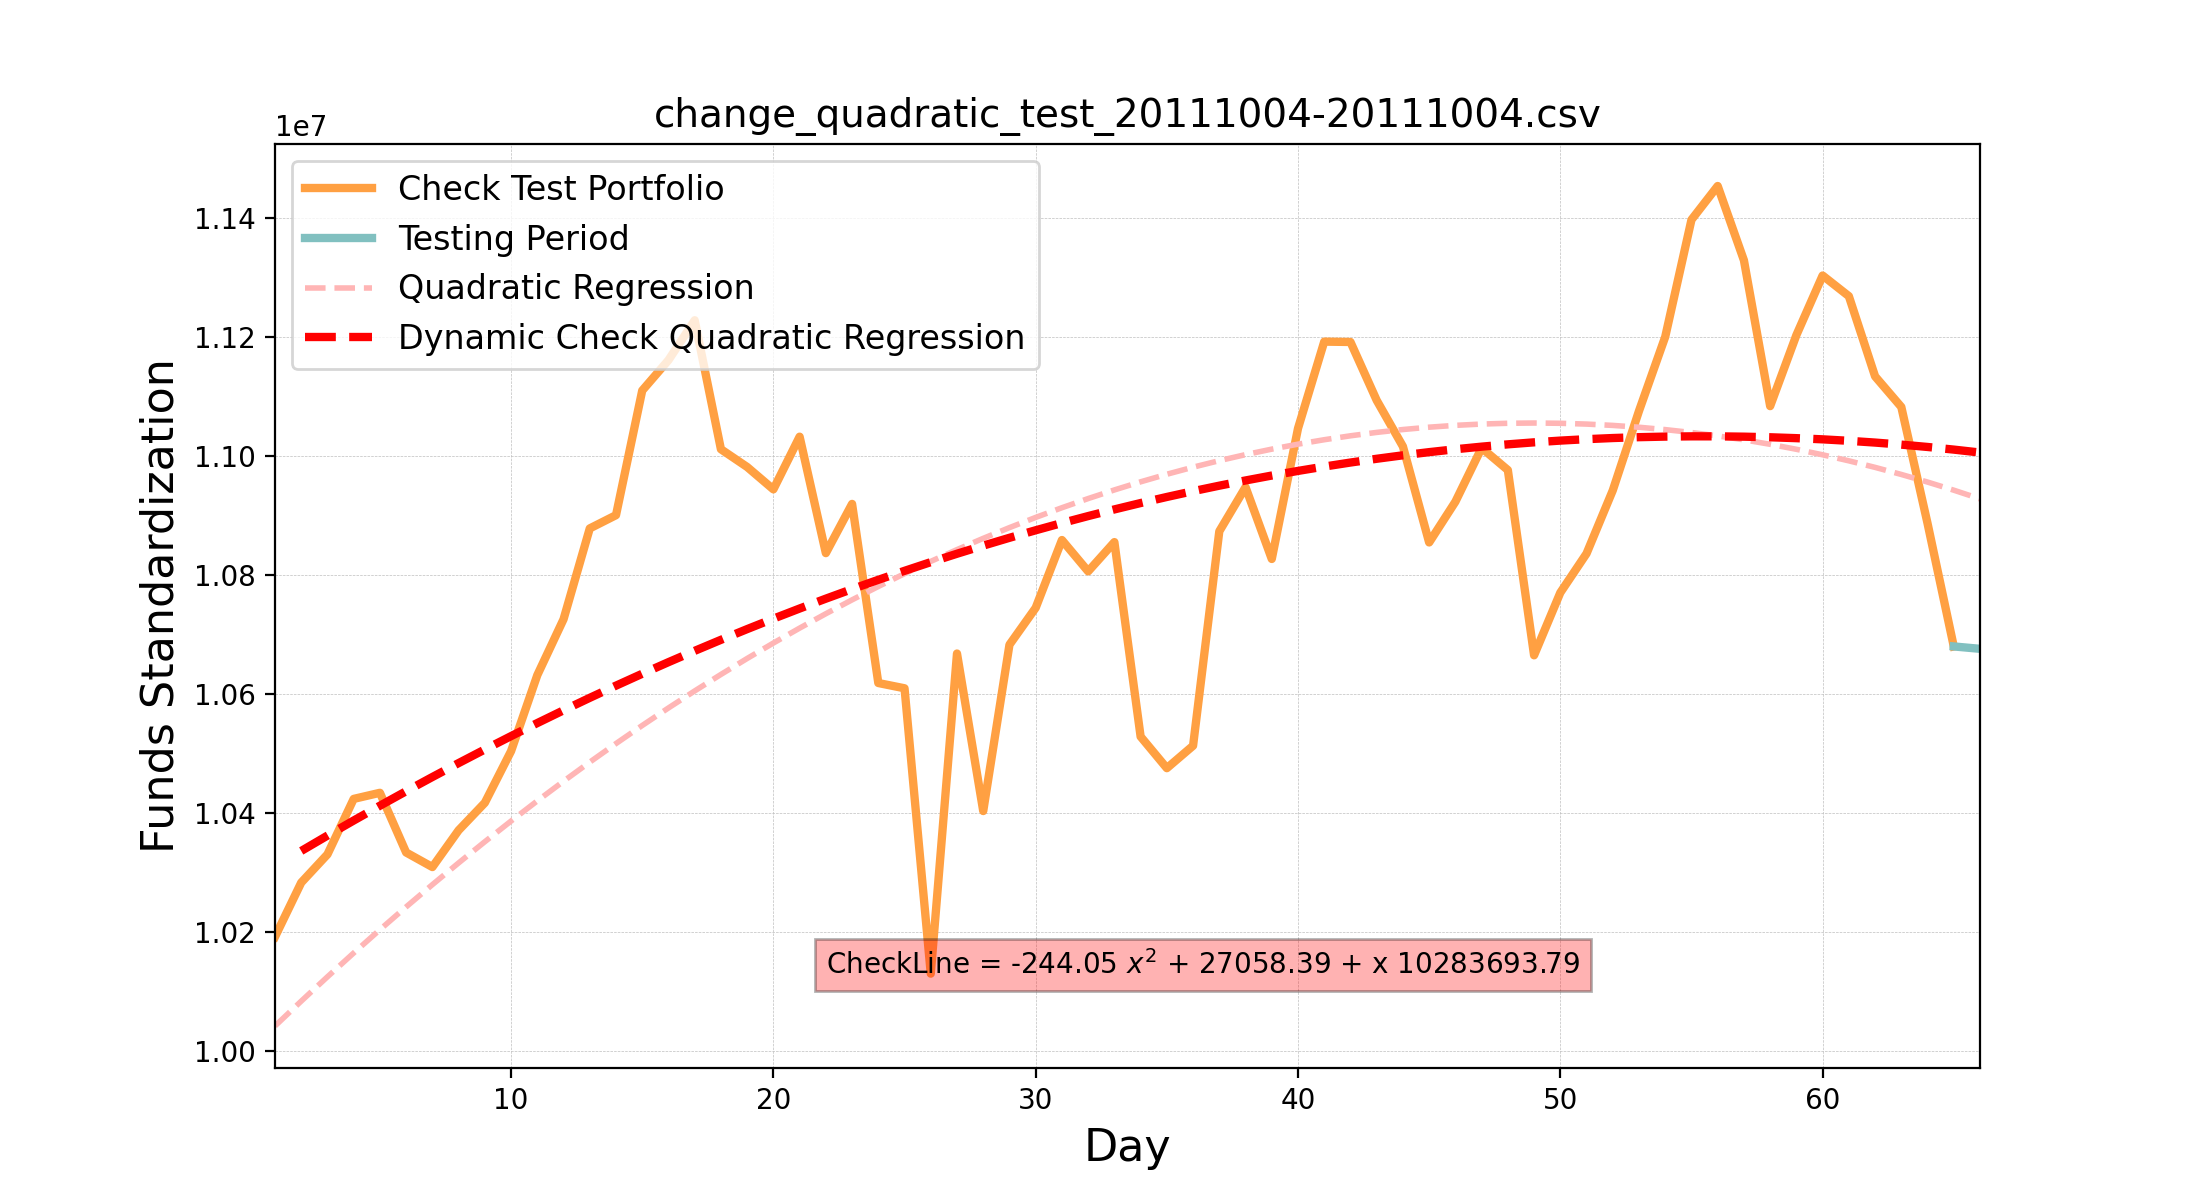 change_quadratic_test_20111004-20111004.csv
1e7
Check Test Portfolio
Testing Period
Quadratic Regression
Dynamic Check Quadratic Regression
1.14
1.12
1.10
1.08
1.06
1.04
1.02
1.00
Funds Standardization
CheckLine = -244.05 x² + 27058.39 + x 10283693.79
10 20 30 40 50 60
Day